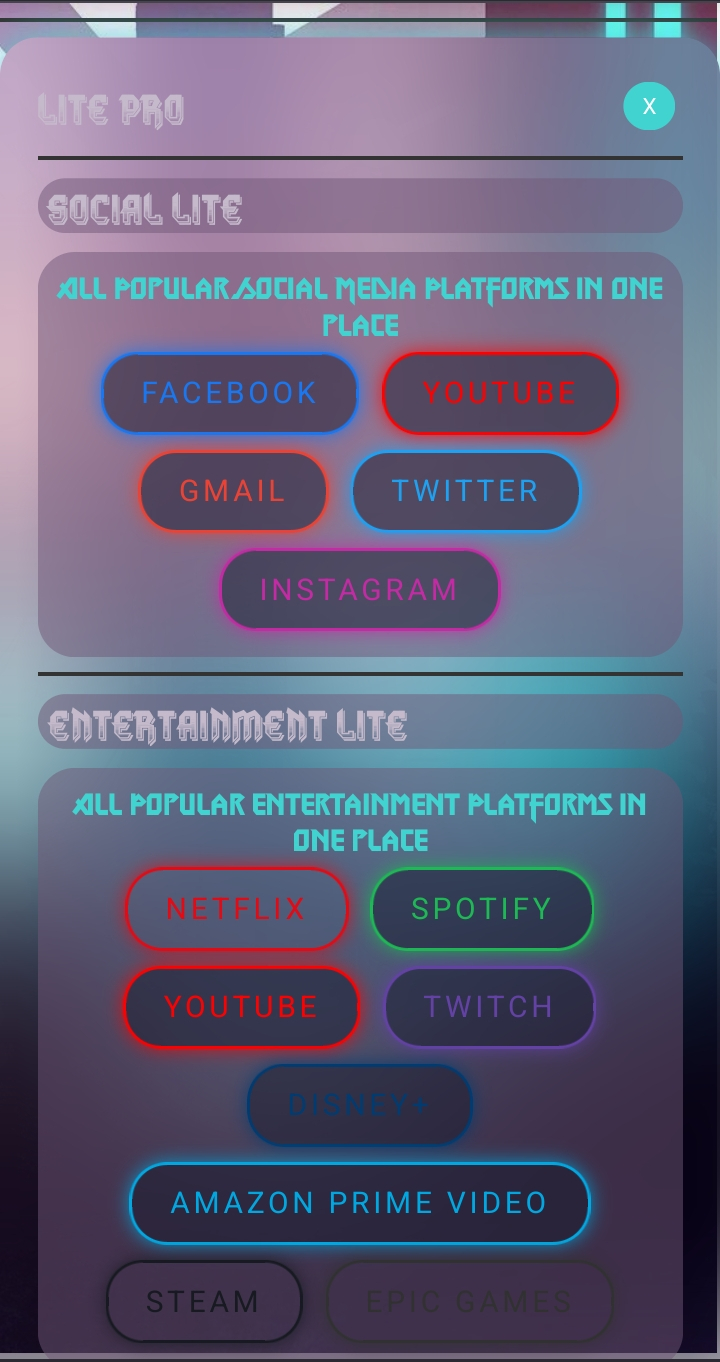 LITE PRO
X
SOCIAL LITE
ALL POPULAR SOCIAL MEDIA PLATFORMS IN ONE
PLACE
FACEBOOK YOUTUBE
GMAIL TWITTER
INSTAGRAM
ENTERTAINMENT LITE
ALL POPULAR ENTERTAINMENT PLATFORMS IN
ONE PLACE
NETFLIX SPOTIFY
YOUTUBE TWITCH
DISNEY+
AMAZON PRIME VIDEO
STEAM EPIC GAMES